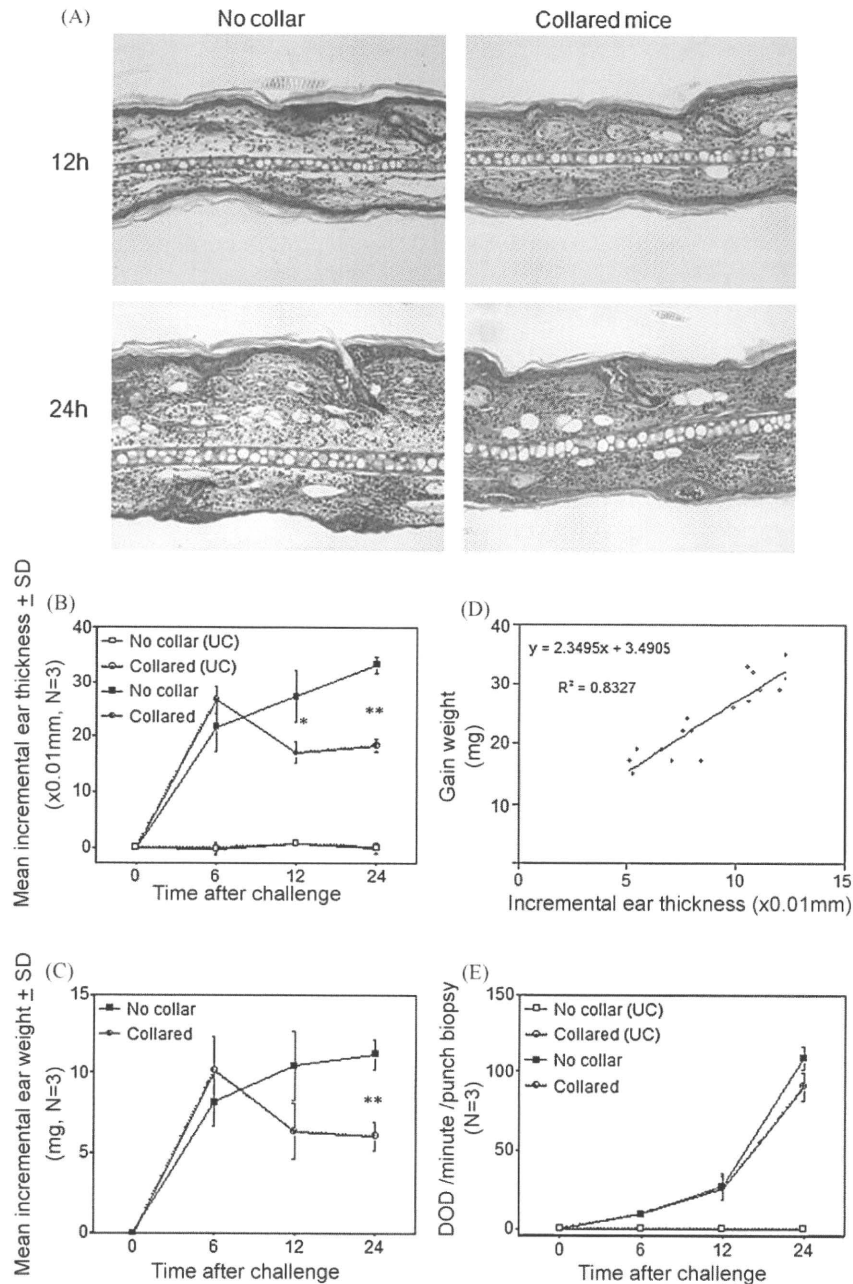 (A)
No collar
Collared mice
12h
24h
(B)
Mean incremental ear thickness ± SD
(x0.01mm, N=3)
No collar (UC)
Collared (UC)
No collar
Collared
*
**
40
30
20
10
0
0
6
12
24
Time after challenge
(D)
y = 2.3495x + 3.4905
R² = 0.8327
Gain weight
(mg)
40
30
20
10
0
5
10
15
Incremental ear thickness (x0.01mm)
(C)
Mean incremental ear weight ± SD
(mg, N=3)
No collar
Collared
**
15
10
5
0
0
6
12
24
Time after challenge
(E)
DOD /minute /punch biopsy
(N=3)
No collar (UC)
Collared (UC)
No collar
Collared
150
100
50
0
0
6
12
24
Time after challenge